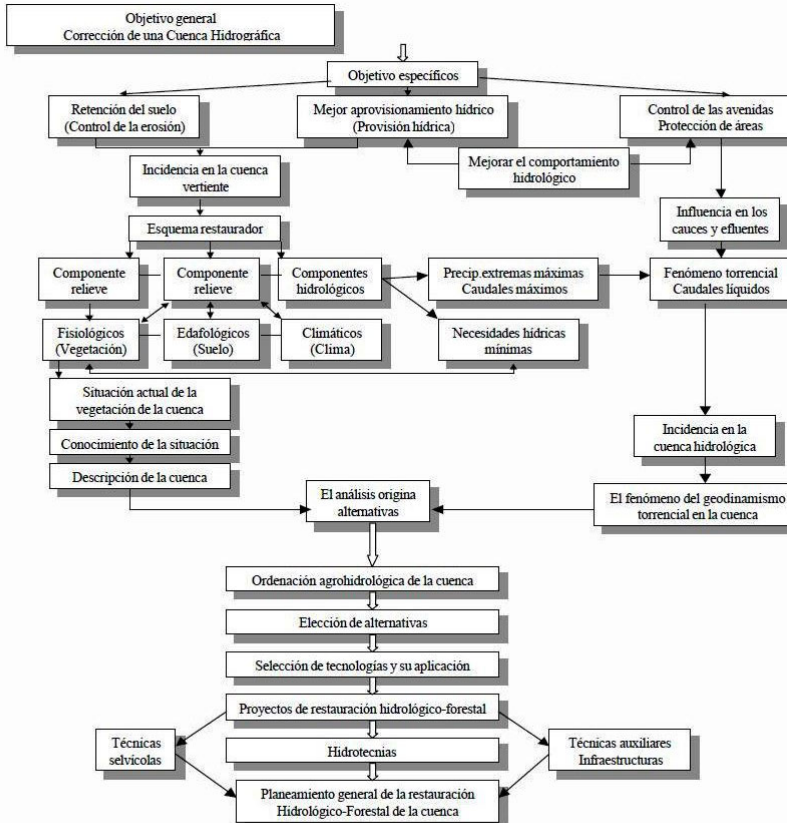 Objetivo general
Corrección de una Cuenca Hidrográfica
Objetivo específicos
Retención del suelo
(Control de la erosión)
Mejor aprovisionamiento hídrico
(Provisión hídrica)
Control de las avenidas
Protección de áreas
Mejorar el comportamiento
hidrológico
Incidencia en la cuenca
vertiente
Influencia en los
cauces y efluentes
Esquema restaurador
Componente
relieve
Componente
relieve
Componentes
hidrológicos
Precip.extremas máximas
Caudales máximos
Fenómeno torrencial
Caudales líquidos
Fisiológicos
(Vegetación)
Edafológicos
(Suelo)
Climáticos
(Clima)
Necesidades hídricas
mínimas
Situación actual de la
vegetación de la cuenca
Conocimiento de la situación
Descripción de la cuenca
Incidencia en la
cuenca hidrológica
El análisis origina
alternativas
El fenómeno del geodinamismo
torrencial en la cuenca
Ordenación agrohidrológica de la cuenca
Elección de alternativas
Selección de tecnologías y su aplicación
Proyectos de restauración hidrológico-forestal
Técnicas
selvícolas
Hidrotecnias
Técnicas auxiliares
Infraestructuras
Planeamiento general de la restauración
Hidrológico-Forestal de la cuenca